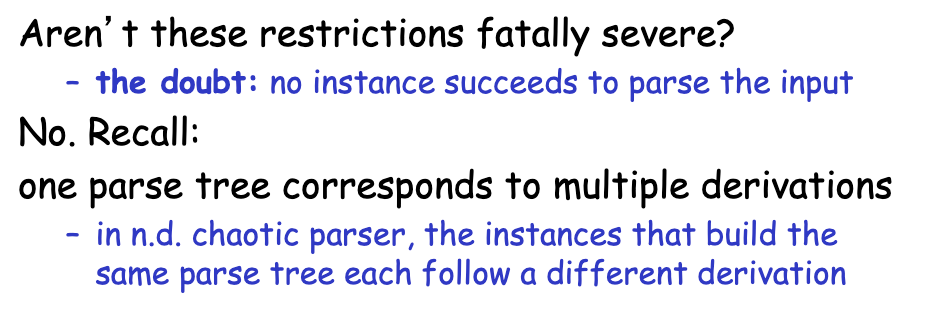 Aren't these restrictions fatally severe?
– the doubt: no instance succeeds to parse the input
No. Recall:
one parse tree corresponds to multiple derivations
– in n.d. chaotic parser, the instances that build the
same parse tree each follow a different derivation